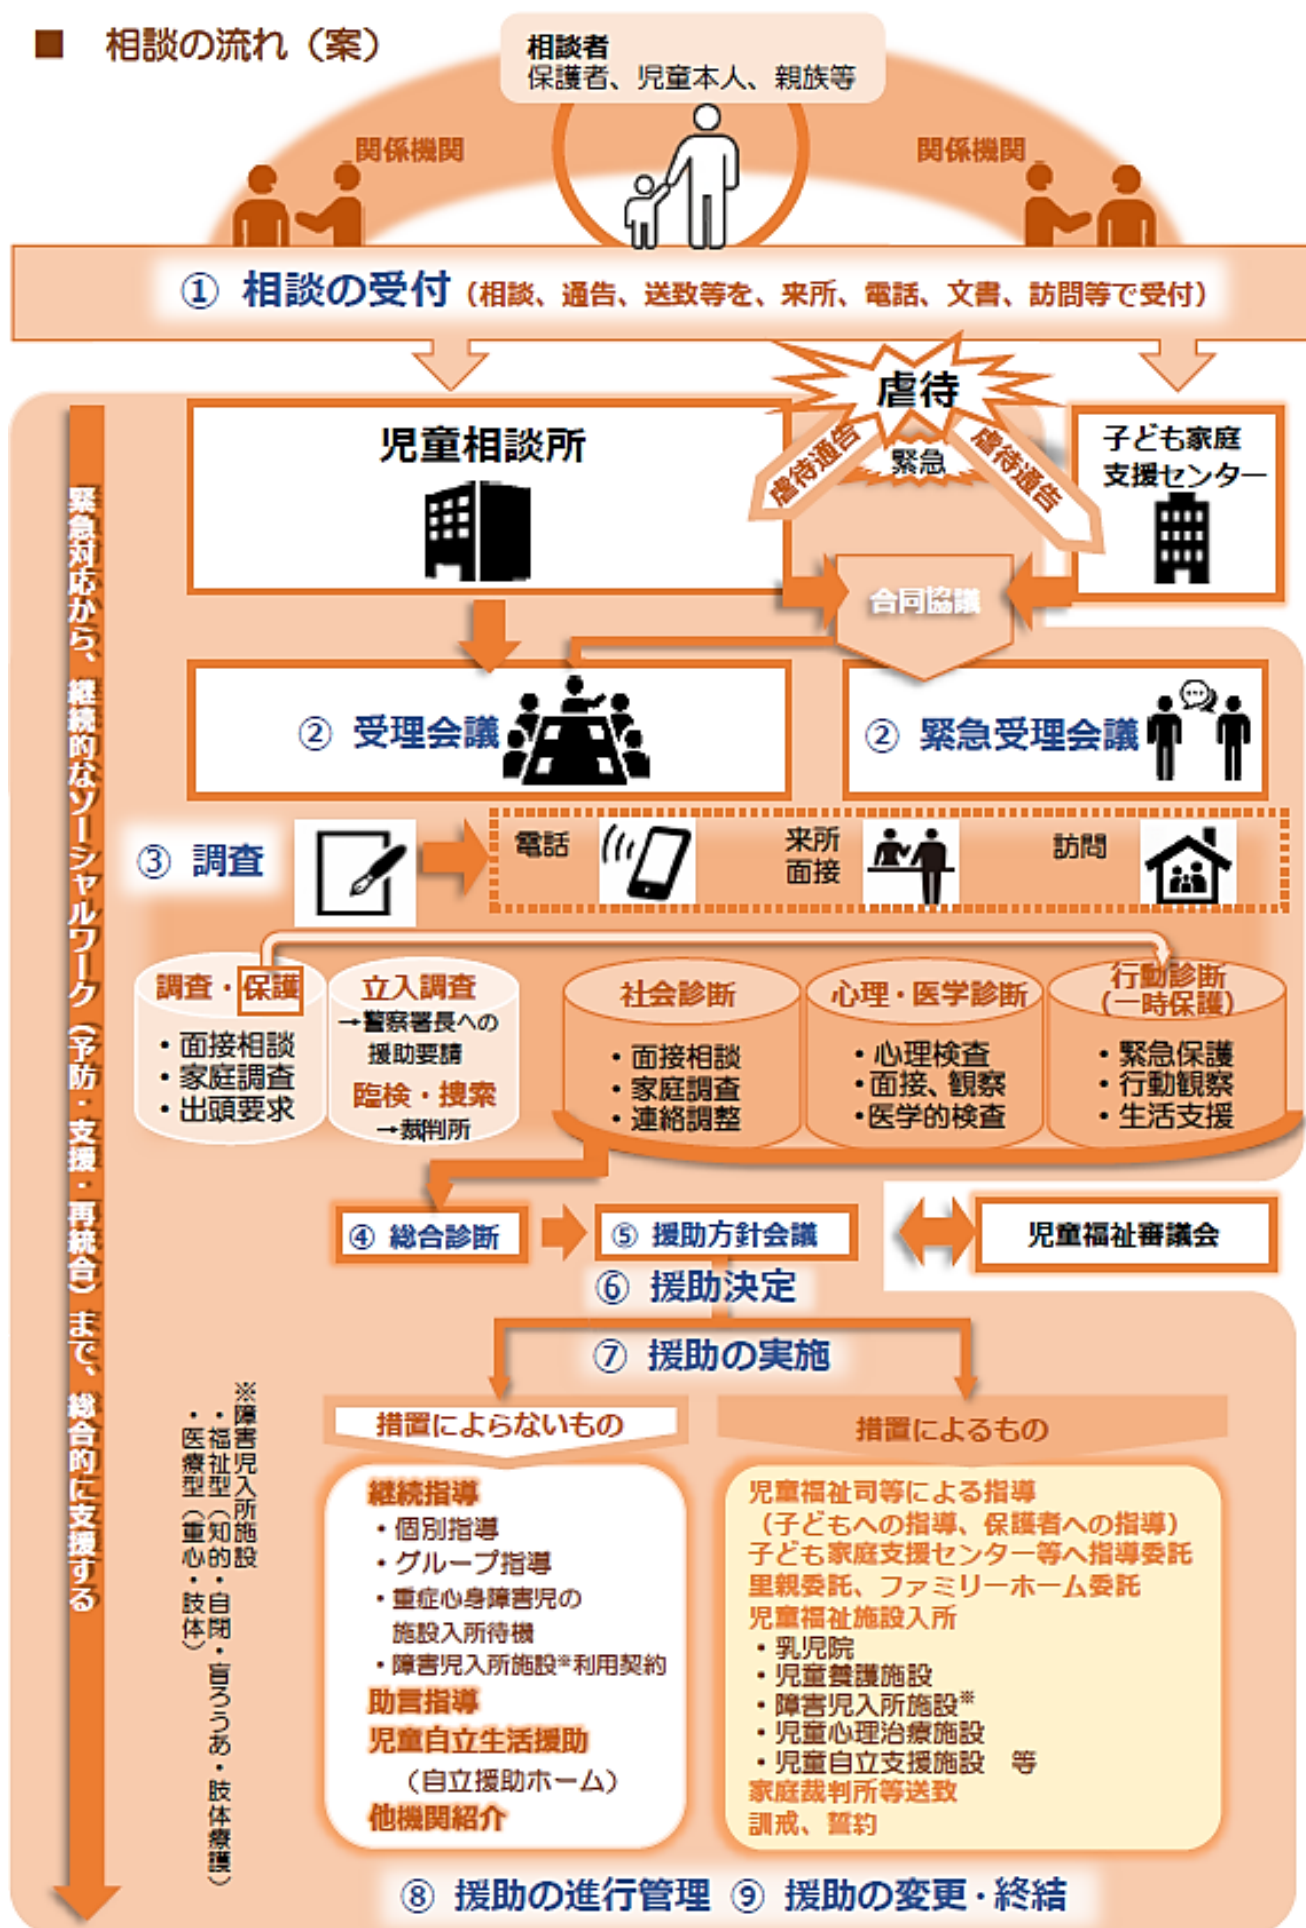 ■ 相談の流れ（案）
相談者
保護者、児童本人、親族等
関係機関
関係機関
① 相談の受付（相談、通告、送致等を、来所、電話、文書、訪問等で受付）
緊急対応から、継続的なソーシャルワーク（予防・支援・再統合）まで、総合的に支援する
児童相談所
虐待
緊急
虐待通告
虐待通告
子ども家庭
支援センター
合同協議
② 受理会議
② 緊急受理会議
③ 調査
電話
来所
面接
訪問
調査・保護
・面接相談
・家庭調査
・出頭要求
立入調査
→警察署長への
援助要請
臨検・捜索
→裁判所
社会診断
・面接相談
・家庭調査
・連絡調整
心理・医学診断
・心理検査
・面接、観察
・医学的検査
行動診断
（一時保護）
・緊急保護
・行動観察
・生活支援
④ 総合診断
⑤ 援助方針会議
児童福祉審議会
⑥ 援助決定
⑦ 援助の実施
※障害児入所施設
・福祉型（知的・自閉・盲ろうあ・肢体療護）
・医療型（重心・肢体）
措置によらないもの
継続指導
・個別指導
・グループ指導
・重症心身障害児の
施設入所待機
・障害児入所施設※利用契約
助言指導
児童自立生活援助
（自立援助ホーム）
他機関紹介
措置によるもの
児童福祉司等による指導
（子どもへの指導、保護者への指導）
子ども家庭支援センター等へ指導委託
里親委託、ファミリーホーム委託
児童福祉施設入所
・乳児院
・児童養護施設
・障害児入所施設※
・児童心理治療施設
・児童自立支援施設　等
家庭裁判所等送致
訓戒、誓約
⑧ 援助の進行管理 ⑨ 援助の変更・終結